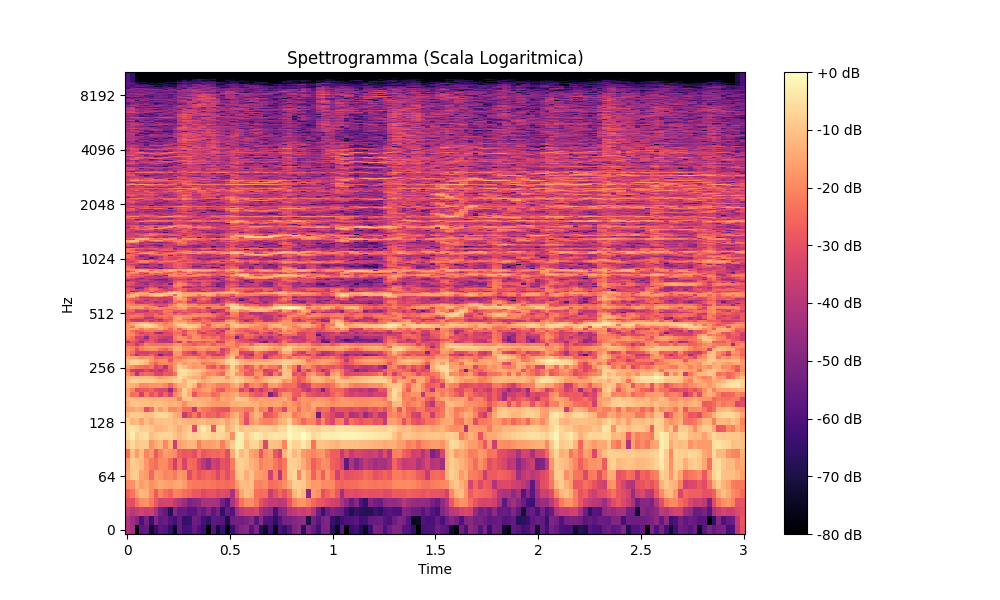 Spettrogramma (Scala Logaritmica)
Hz
8192
4096
2048
1024
512
256
128
64
0
0 0.5 1 1.5 2 2.5 3
Time
+0 dB
-10 dB
-20 dB
-30 dB
-40 dB
-50 dB
-60 dB
-70 dB
-80 dB